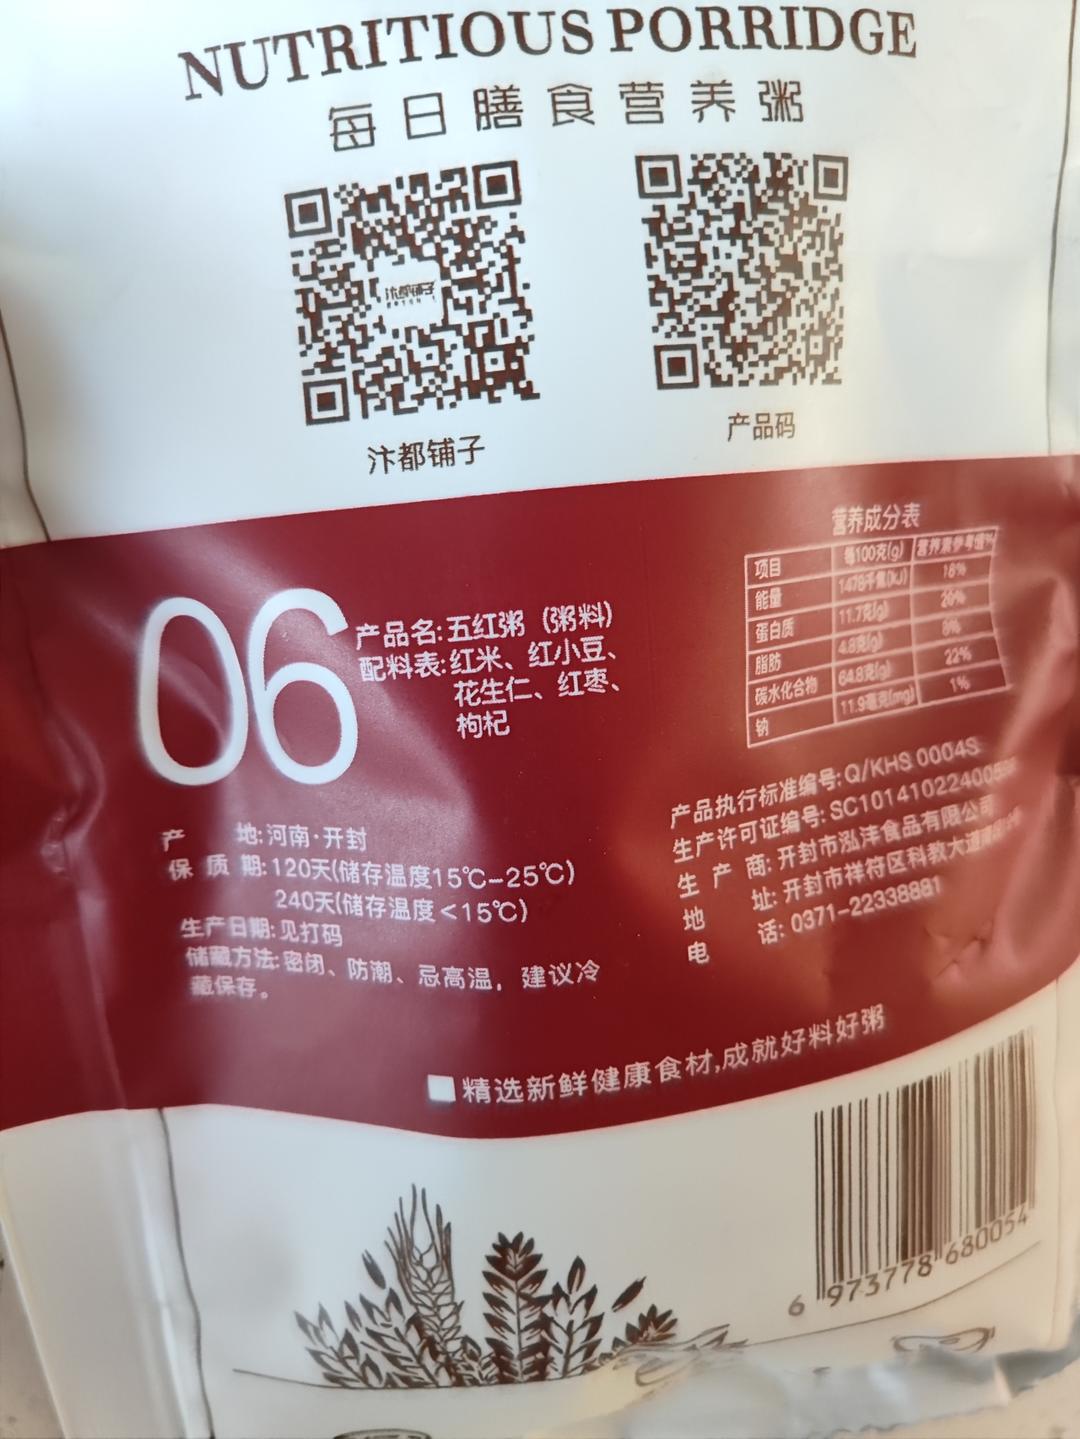 NUTRITIOUS PORRIDGE
每日膳食营养粥
汴都铺子
汴都铺子
产品码
06
产品名:五红粥（粥料）
配料表:红米、红小豆、
花生仁、红枣、
枸杞
营养成分表
项目 每100克(g) 营养素参考值%
能量 1478千焦(kJ) 18%
蛋白质 11.7克(g) 20%
脂肪 4.8克(g) 8%
碳水化合物 64.8克(g) 22%
钠 11.9毫克(mg) 1%
产地:河南·开封
保质期:120天(储存温度15℃-25℃)
240天(储存温度<15℃)
生产日期:见打码
储藏方法:密闭、防潮、忌高温，建议冷
藏保存。
产品执行标准编号:Q/KHS 0004S
生产许可证编号:
生产商:开封市泓沣食品有限公司
地址:开封市祥符区科教大道
电话:0371-22338881
精选新鲜健康食材,成就好料好粥
6 973778 680054